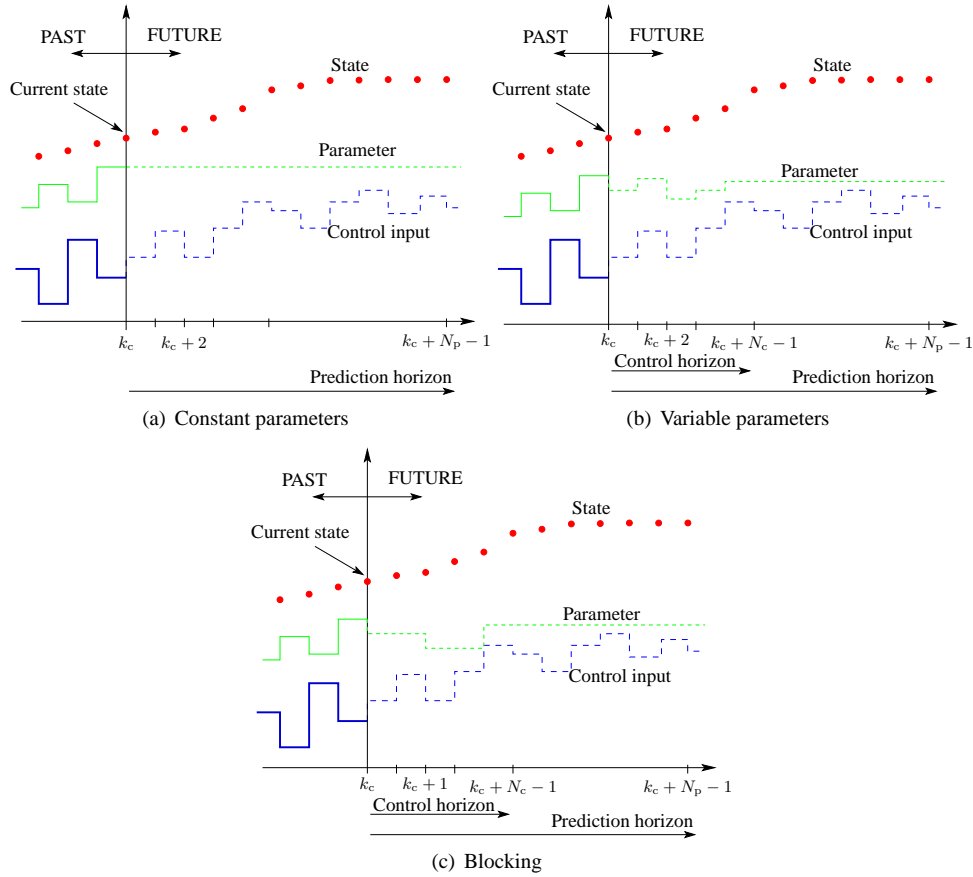 PAST FUTURE
State
Current state
Parameter
Control input
k_c k_c + 2 k_c + N_p − 1
Prediction horizon
(a) Constant parameters
PAST FUTURE
State
Current state
Parameter
Control input
k_c k_c + 2 k_c + N_c − 1 k_c + N_p − 1
Control horizon
Prediction horizon
(b) Variable parameters
PAST FUTURE
State
Current state
Parameter
Control input
k_c k_c + 1 k_c + N_c − 1 k_c + N_p − 1
Control horizon
Prediction horizon
(c) Blocking